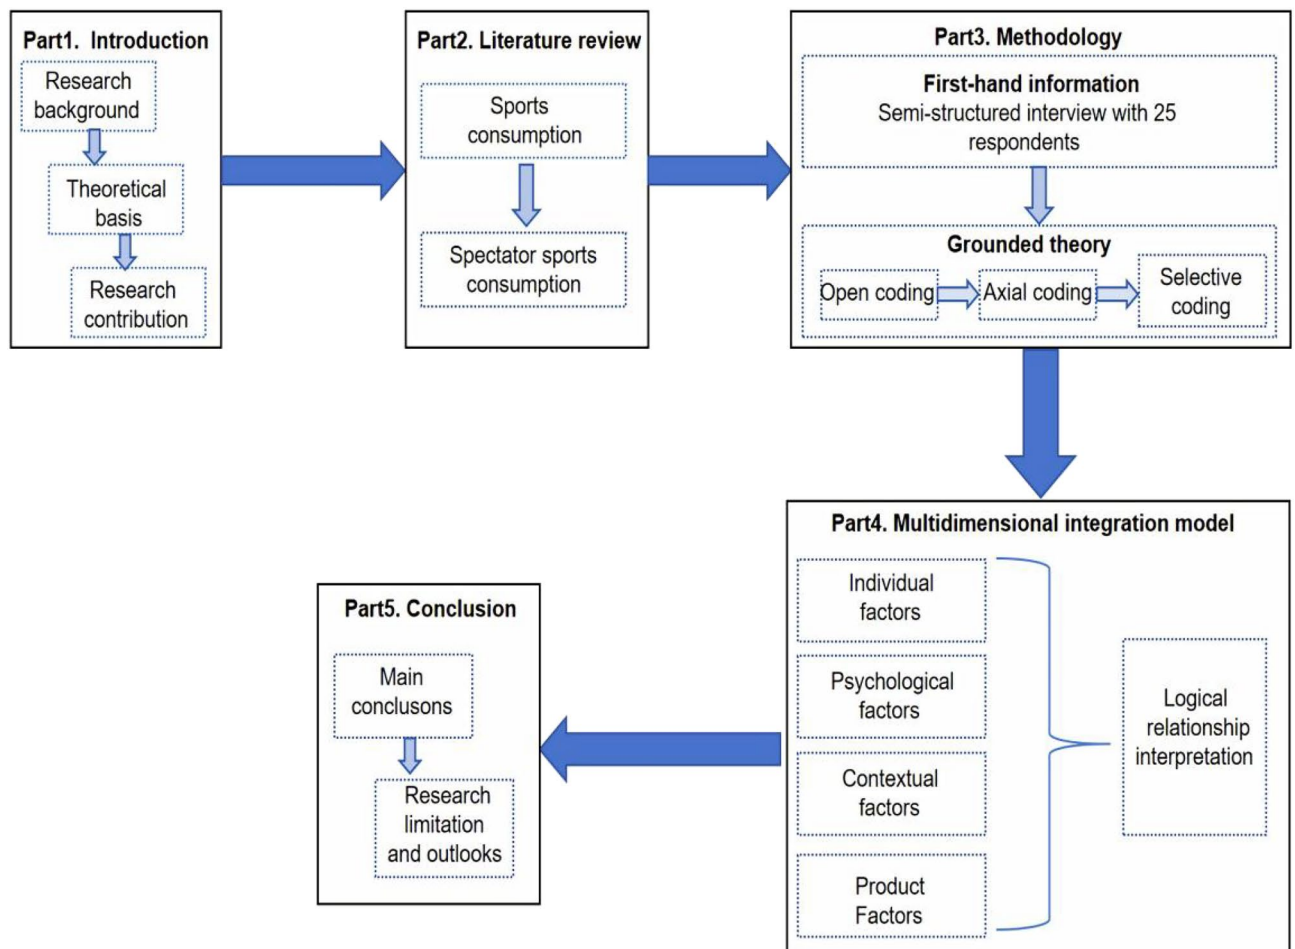 Part1. Introduction
Research
background
Theoretical
basis
Research
contribution
Part2. Literature review
Sports
consumption
Spectator sports
consumption
Part3. Methodology
First-hand information
Semi-structured interview with 25
respondents
Grounded theory
Open coding
Axial coding
Selective
coding
Part4. Multidimensional integration model
Individual
factors
Psychological
factors
Contextual
factors
Product
Factors
Logical
relationship
interpretation
Part5. Conclusion
Main
conclusons
Research
limitation
and outlooks